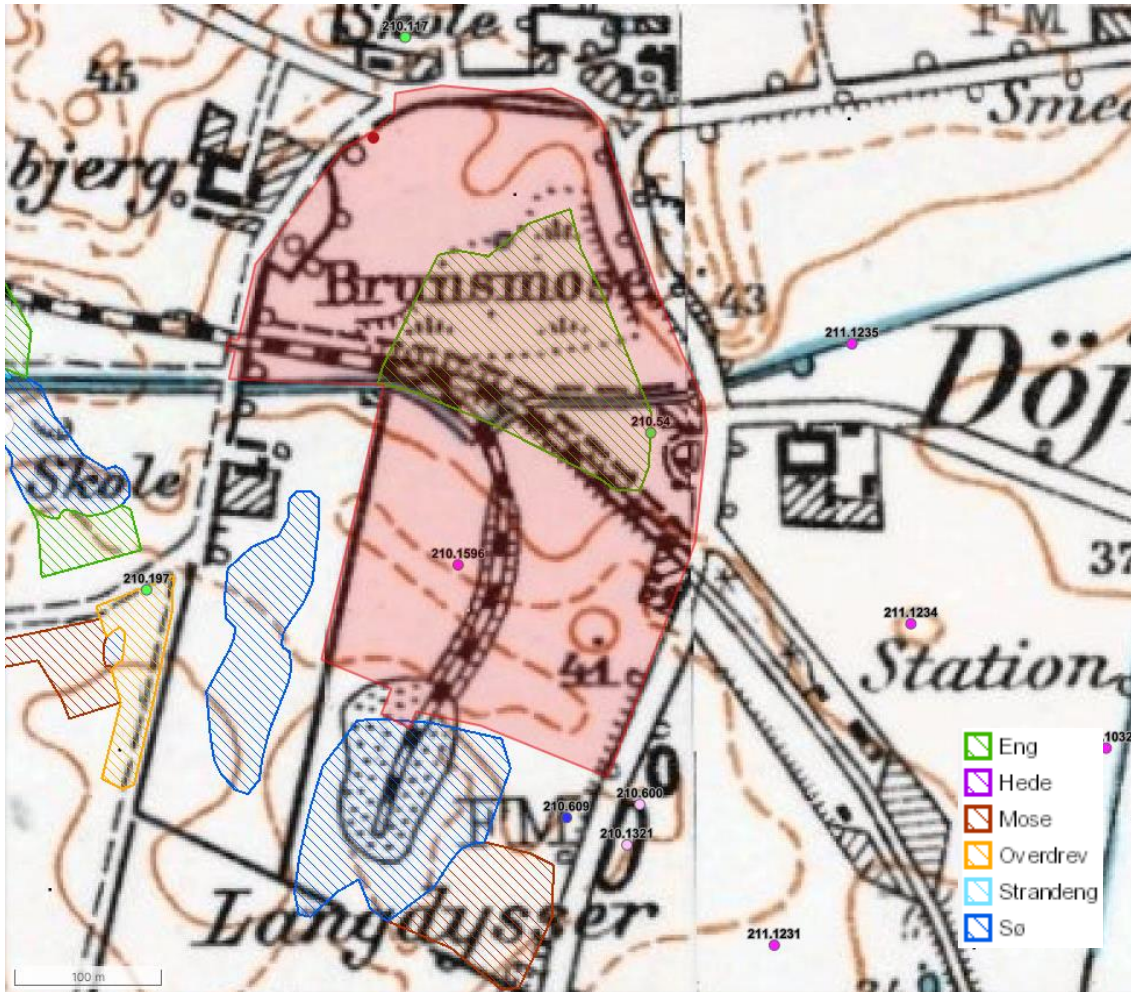 210.117
Skole
FM
45
Smed
bjerg.
Brunsmose
43
211.1235
Döj
210.54
Skole
37
210.1596
210.197
211.1234
41
Station
Eng
Hede
Mose
Overdrev
Strandeng
Sø
1032
210.600
210.609
FM
210.1321
Langdysser
211.1231
100 m